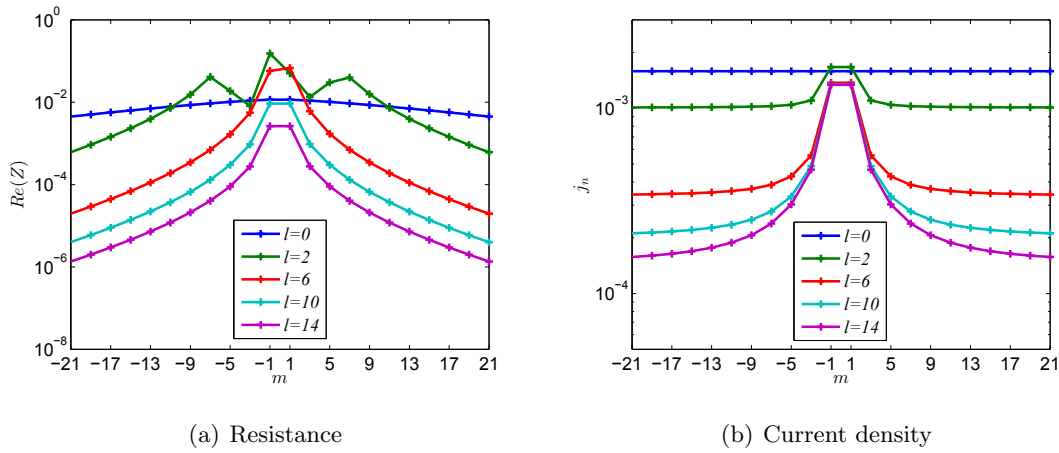 10^0
10^−2
10^−4
10^−6
10^−8
Re(Z)
l=0
l=2
l=6
l=10
l=14
−21 −17 −13 −9 −5 −1 1 5 9 13 17 21
m
(a) Resistance
10^−3
10^−4
j_n
l=0
l=2
l=6
l=10
l=14
−21 −17 −13 −9 −5 −1 1 5 9 13 17 21
m
(b) Current density